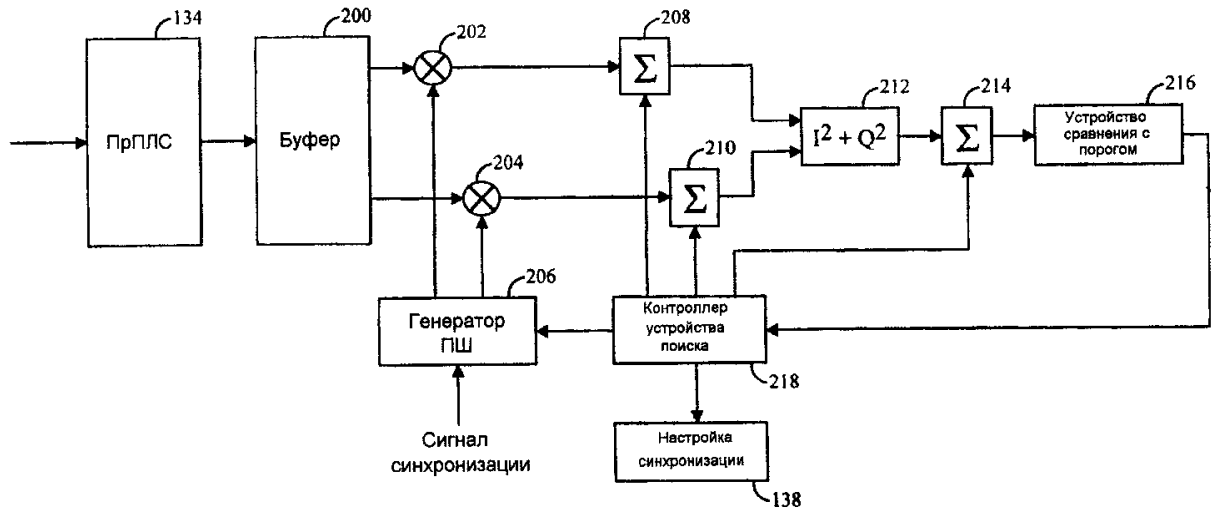 134
200
202
208
212
214
216
ПрПЛС
Буфер
Σ
I² + Q²
Σ
Устройство
сравнения с
порогом
204
210
Σ
206
Генератор
ПШ
Контроллер
устройства
поиска
218
Сигнал
синхронизации
Настройка
синхронизации
138